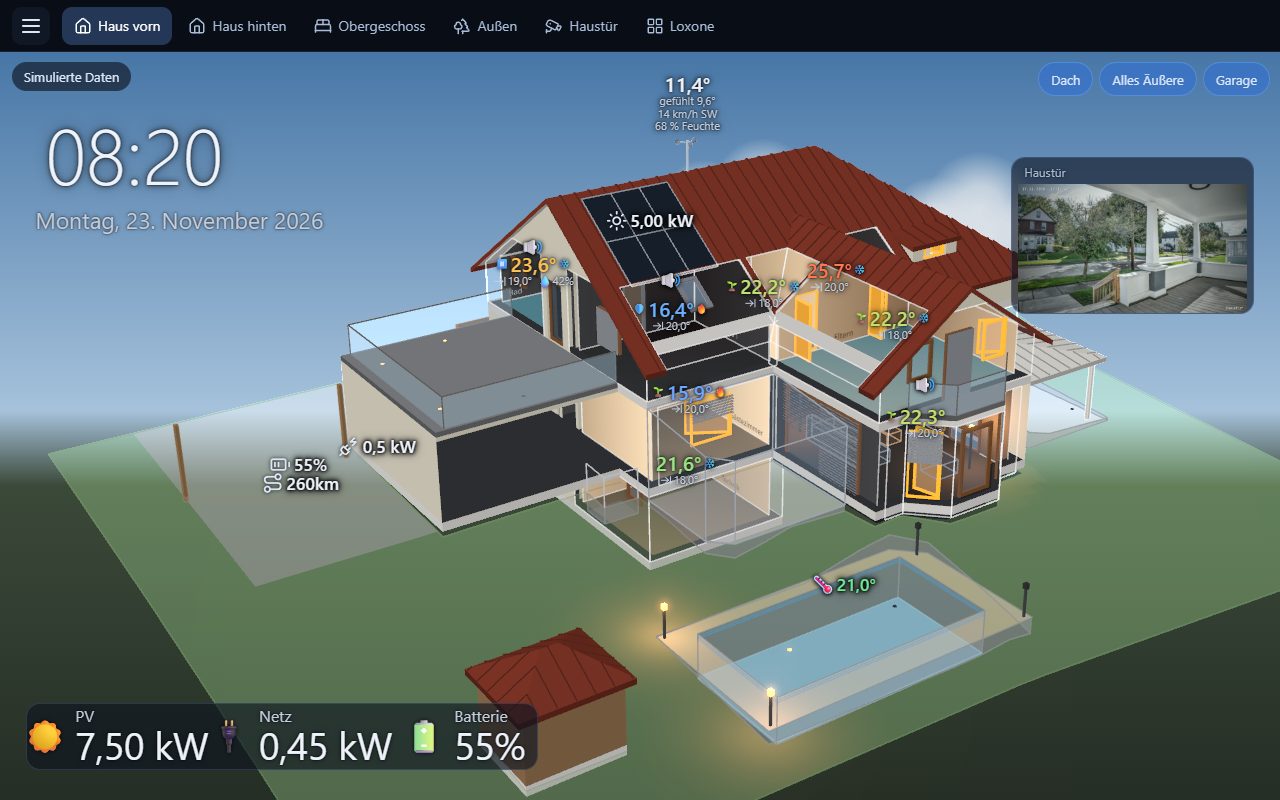 Haus vorn
Haus hinten
Obergeschoss
Außen
Haustür
Loxone
Simulierte Daten
Dach
Alles Äußere
Garage
11,4°
gefühlt 9,6°
14 km/h SW
68 % Feuchte
08:20
Montag, 23. November 2026
Haustür
5,00 kW
23,6°
19,0°
42%
Bad
16,4°
20,0°
22,2°
18,0°
25,7°
20,0°
Eltern
22,2°
18,0°
15,9°
20,0°
22,3°
20,0°
21,6°
18,0°
0,5 kW
55%
260km
21,0°
PV
7,50 kW
Netz
0,45 kW
Batterie
55%